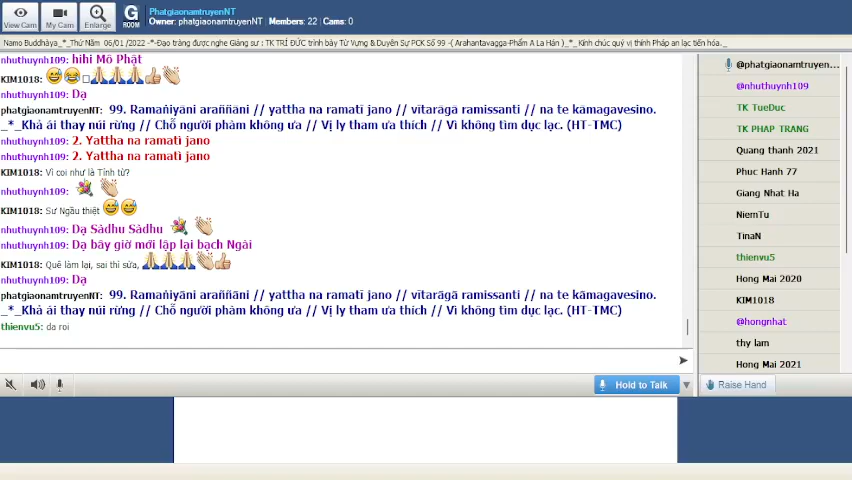 View Cam
My Cam
Enlarge
G
ROOM
PhatgiaonamtruyenNT
Owner: phatgiaonamtruyenNT Members: 22 | Cams: 0
Namo Buddhàya_*_Thứ Năm 06/01 /2022 -*-Đạo tràng được nghe Giảng sư : TK TRÍ ĐỨC trình bày Từ Vựng & Duyên Sự PCK Số 99 -( Arahantavagga-Phẩm A La Hán )_*_ Kính chúc quý vị thính Pháp an lạc tiến hóa._
nhuthuynh109: hihi Mô Phật
KIM1018:
nhuthuynh109: Dạ
phatgiaonamtruyenNT: 99. Ramaṇīyāni araññāni // yattha na ramatī jano // vītarāgā ramissanti // na te kāmagavesino.
_*_Khả ái thay núi rừng // Chỗ người phàm không ưa // Vị ly tham ưa thích // Vì không tìm dục lạc. (HT-TMC)
nhuthuynh109: 2. Yattha na ramatì jano
nhuthuynh109: 2. Yattha na ramatì jano
KIM1018: Vì coi như là Tính từ?
nhuthuynh109:
KIM1018: Sư Ngầu thiệt
nhuthuynh109: Dạ Sàdhu Sàdhu
nhuthuynh109: Dạ bây giờ mới lập lại bạch Ngài
KIM1018: Quê làm lại, sai thì sửa,
nhuthuynh109: Dạ
phatgiaonamtruyenNT: 99. Ramaṇīyāni araññāni // yattha na ramatī jano // vītarāgā ramissanti // na te kāmagavesino.
_*_Khả ái thay núi rừng // Chỗ người phàm không ưa // Vị ly tham ưa thích // Vì không tìm dục lạc. (HT-TMC)
thienvu5: da roi
Hold to Talk
@phatgiaonamtruyen...
@nhuthuynh109
TK TueDuc
TK PHAP TRANG
Quang thanh 2021
Phuc Hanh 77
Giang Nhat Ha
NiemTu
TinaN
thienvu5
Hong Mai 2020
KIM1018
@hongnhat
thy lam
Hong Mai 2021
Raise Hand